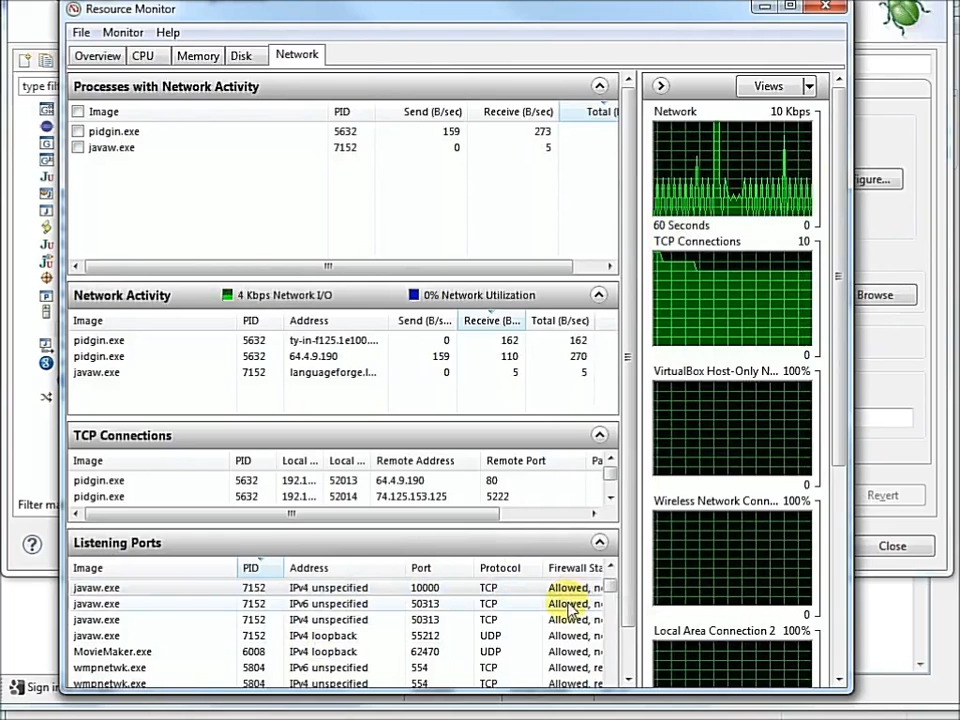 Resource Monitor
File Monitor Help
Overview CPU Memory Disk Network
type fil
Processes with Network Activity
Image PID Send (B/sec) Receive (B/sec) Total (
pidgin.exe 5632 159 273
javaw.exe 7152 0 5
Network Activity 4 Kbps Network I/O 0% Network Utilization
Image PID Address Send (B/s... Receive (B... Total (B/sec)
pidgin.exe 5632 ty-in-f125.1e100.... 0 162 162
pidgin.exe 5632 64.4.9.190 159 110 270
javaw.exe 7152 languageforge.l... 0 5 5
TCP Connections
Image PID Local ... Local ... Remote Address Remote Port Pa
pidgin.exe 5632 192.1... 52013 64.4.9.190 80
pidgin.exe 5632 192.1... 52014 74.125.153.125 5222
Listening Ports
Image PID Address Port Protocol Firewall Sta
javaw.exe 7152 IPv4 unspecified 10000 TCP Allowed, n
javaw.exe 7152 IPv6 unspecified 50313 TCP Allowed, n
javaw.exe 7152 IPv4 unspecified 50313 TCP Allowed, n
javaw.exe 7152 IPv4 loopback 55212 UDP Allowed, n
MovieMaker.exe 6008 IPv4 loopback 62470 UDP Allowed, n
wmpnetwk.exe 5804 IPv6 unspecified 554 TCP Allowed, re
wmpnetwk.exe 5804 IPv4 unspecified 554 TCP Allowed, re
Views
Network 10 Kbps
60 Seconds 0
TCP Connections 10
0
VirtualBox Host-Only N... 100%
0
Wireless Network Conn... 100%
0
Local Area Connection 2 100%
igure...
Browse
Revert
Close
Filter ma
Sign in